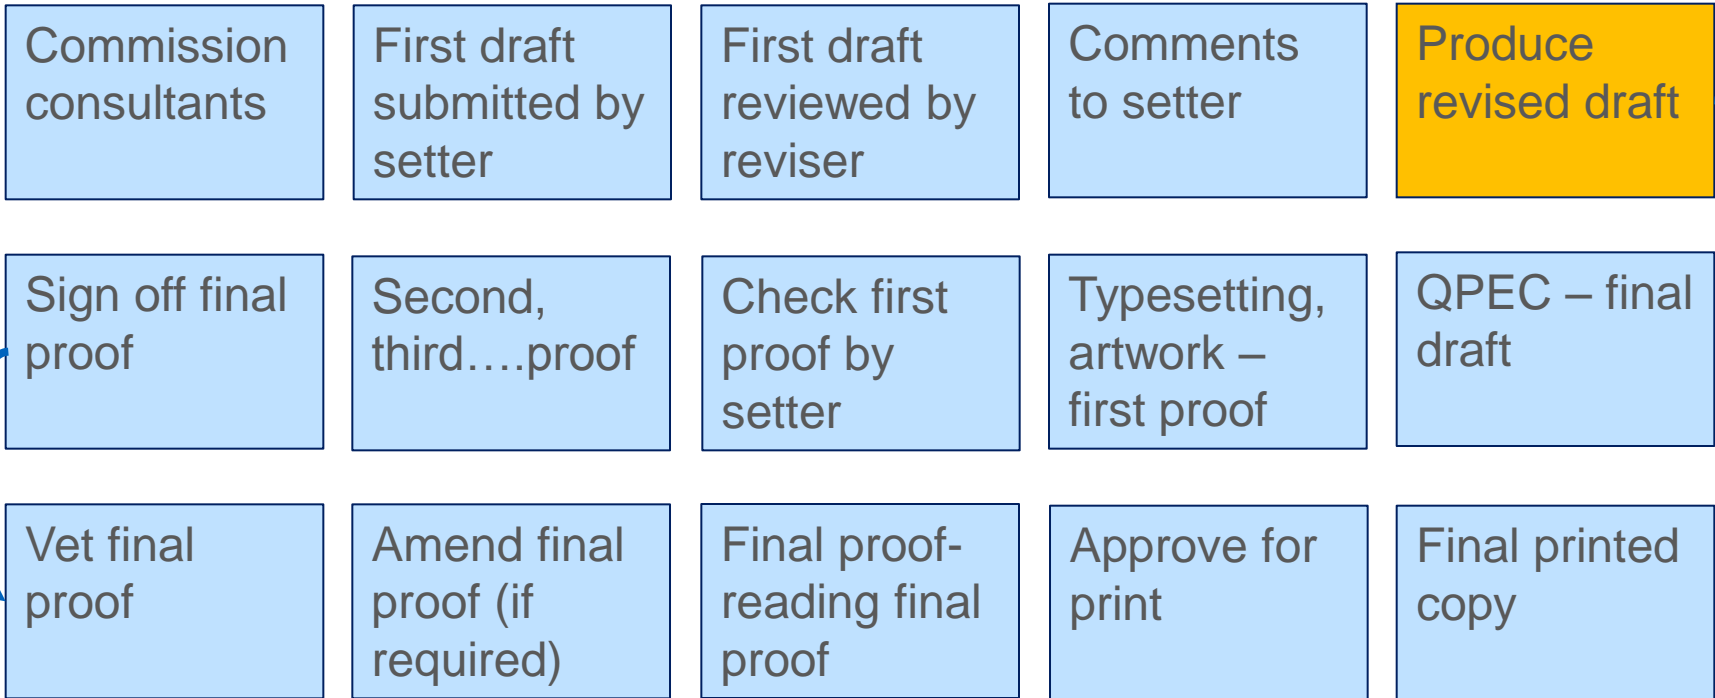 Commission
consultants
First draft
submitted by
setter
First draft
reviewed by
reviser
Comments
to setter
Produce
revised draft
Sign off final
proof
Second,
third….proof
Check first
proof by
setter
Typesetting,
artwork –
first proof
QPEC – final
draft
Vet final
proof
Amend final
proof (if
required)
Final proof-
reading final
proof
Approve for
print
Final printed
copy